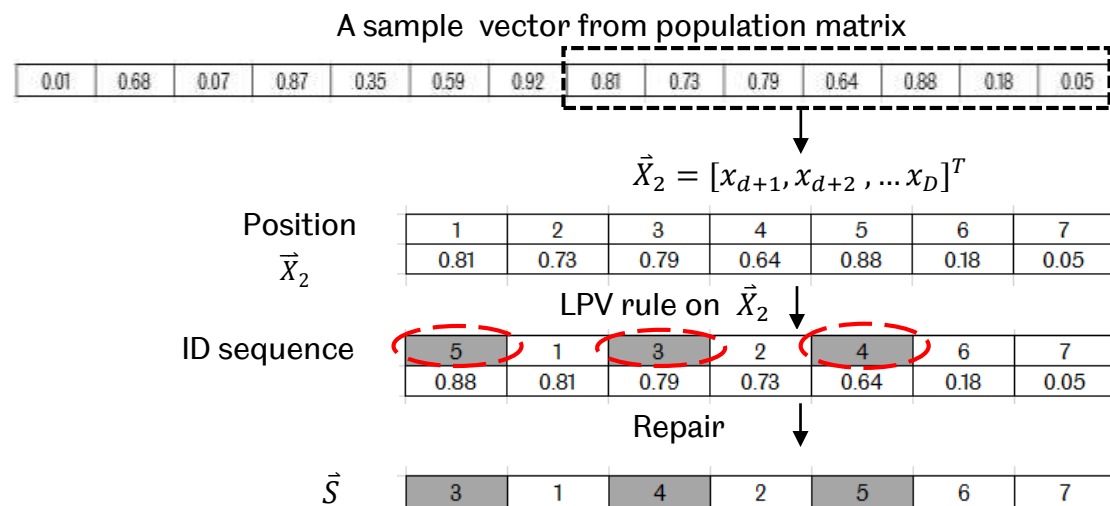 A sample vector from population matrix
0.01 0.68 0.07 0.87 0.35 0.59 0.92 0.81 0.73 0.79 0.64 0.88 0.18 0.05
X⃗₂ = [x_{d+1}, x_{d+2} , … x_D]ᵀ
Position 1 2 3 4 5 6 7
X⃗₂ 0.81 0.73 0.79 0.64 0.88 0.18 0.05
LPV rule on X⃗₂
ID sequence 5 1 3 2 4 6 7
0.88 0.81 0.79 0.73 0.64 0.18 0.05
Repair
S⃗ 3 1 4 2 5 6 7